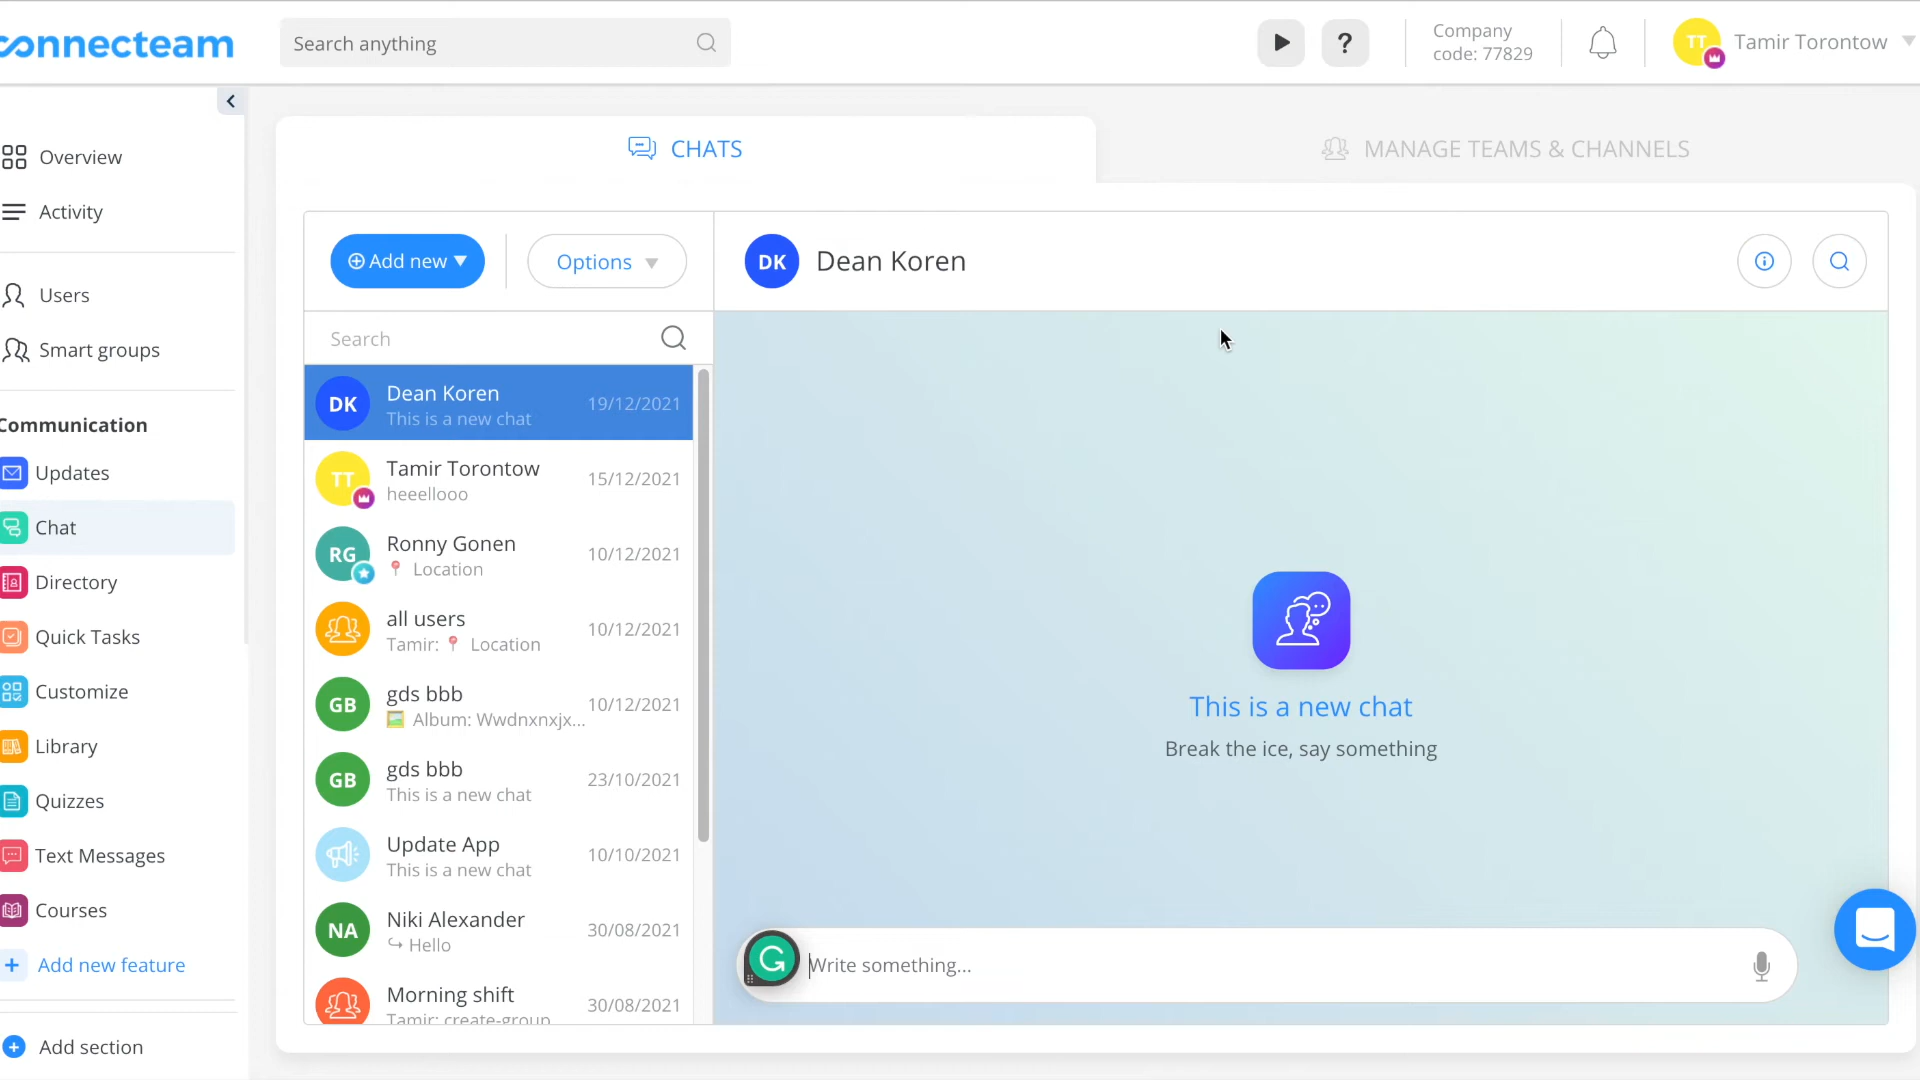 connecteam
Search anything
?
Company
code: 77829
TT
Tamir Torontow
Overview
Activity
Users
Smart groups
Communication
Updates
Chat
Directory
Quick Tasks
Customize
Library
Quizzes
Text Messages
Courses
+ Add new feature
+ Add section
CHATS
MANAGE TEAMS & CHANNELS
Add new
Options
Search
DK
Dean Koren
19/12/2021
This is a new chat
TT
Tamir Torontow
15/12/2021
heeellooo
RG
Ronny Gonen
10/12/2021
📍 Location
all users
10/12/2021
Tamir: 📍 Location
GB
gds bbb
10/12/2021
Album: Wwdnxnxjx...
GB
gds bbb
23/10/2021
This is a new chat
Update App
10/10/2021
This is a new chat
NA
Niki Alexander
30/08/2021
↪ Hello
Morning shift
30/08/2021
Tamir: create-group
DK
Dean Koren
This is a new chat
Break the ice, say something
G
Write something...